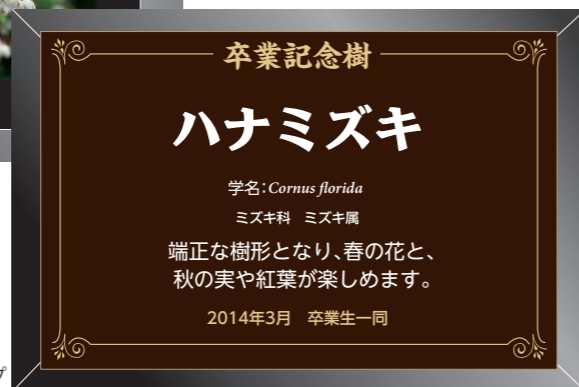 卒業記念樹
ハナミズキ
学名:Cornus florida
ミズキ科　ミズキ属
端正な樹形となり、春の花と、
秋の実や紅葉が楽しめます。
2014年3月　卒業生一同
プ